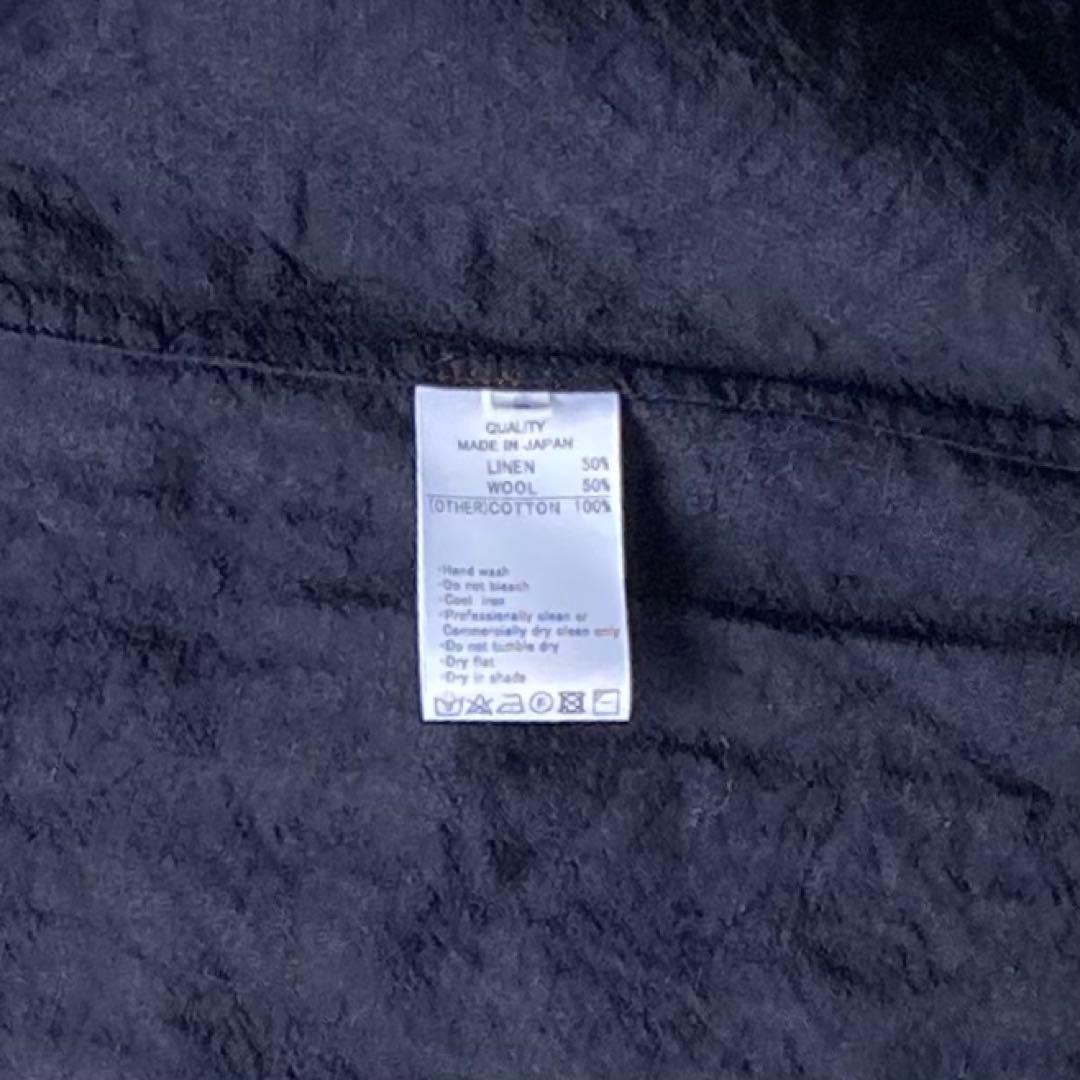 QUALITY
MADE IN JAPAN
LINEN 50%
WOOL 50%
(OTHER)COTTON 100%
·Hand wash
·Do not bleach
·Cool iron
·Professionally clean or
Commercially dry clean only
·Do not tumble dry
·Dry flat
·Dry in shade